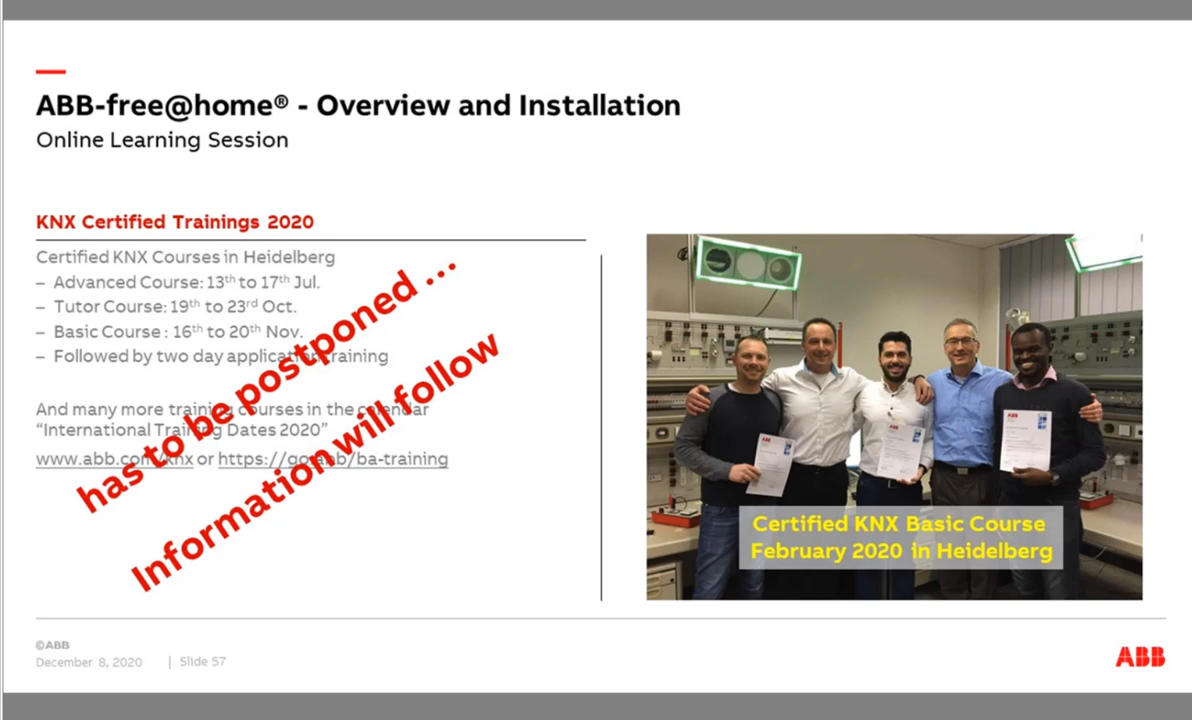 ABB-free@home® - Overview and Installation
Online Learning Session
KNX Certified Trainings 2020
Certified KNX Courses in Heidelberg
– Advanced Course: 13th to 17th Jul.
– Tutor Course: 19th to 23rd Oct.
– Basic Course : 16th to 20th Nov.
– Followed by two day application training
And many more training courses in the calendar
“International Training Dates 2020”
www.abb.com/knx or https://go.abb/ba-training
has to be postponed ...
Information will follow
ABB
ABB
ABB
Certified KNX Basic Course
February 2020 in Heidelberg
©ABB
December 8, 2020 | Slide 57
ABB